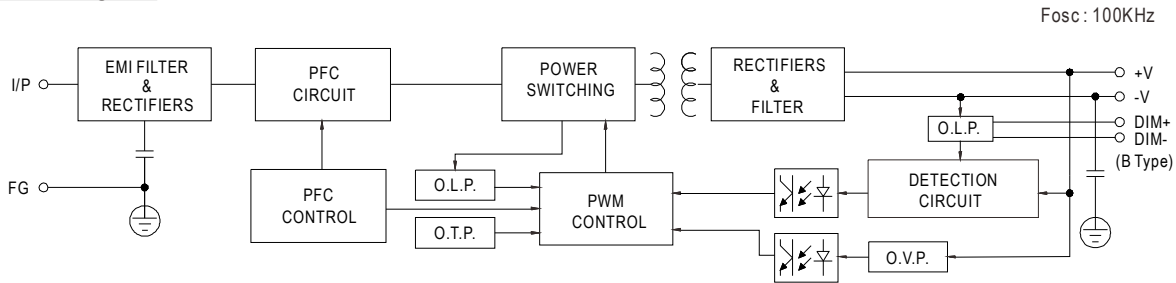 Fosc : 100KHz
I/P
EMI FILTER
&
RECTIFIERS
PFC
CIRCUIT
POWER
SWITCHING
RECTIFIERS
&
FILTER
+V
-V
DIM+
DIM-
(B Type)
O.L.P.
FG
PFC
CONTROL
O.L.P.
O.T.P.
PWM
CONTROL
DETECTION
CIRCUIT
O.V.P.